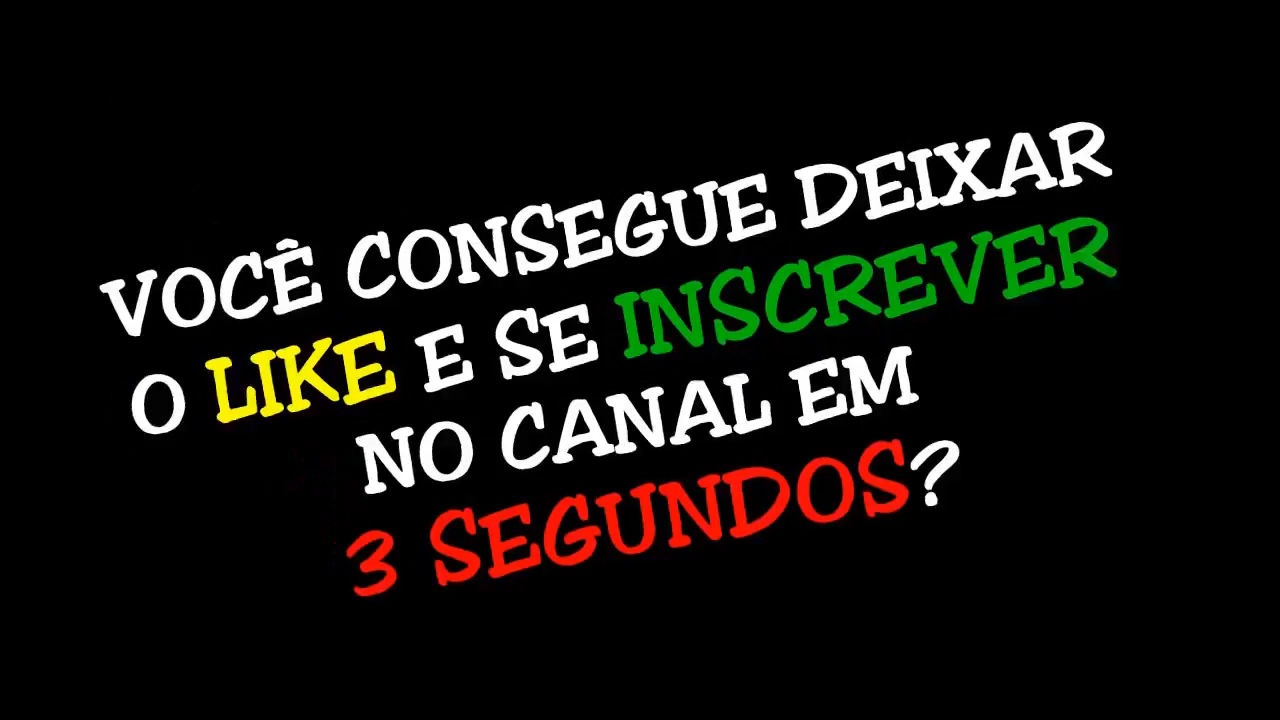 VOCÊ CONSEGUE DEIXAR
O LIKE E SE INSCREVER
NO CANAL EM
3 SEGUNDOS?